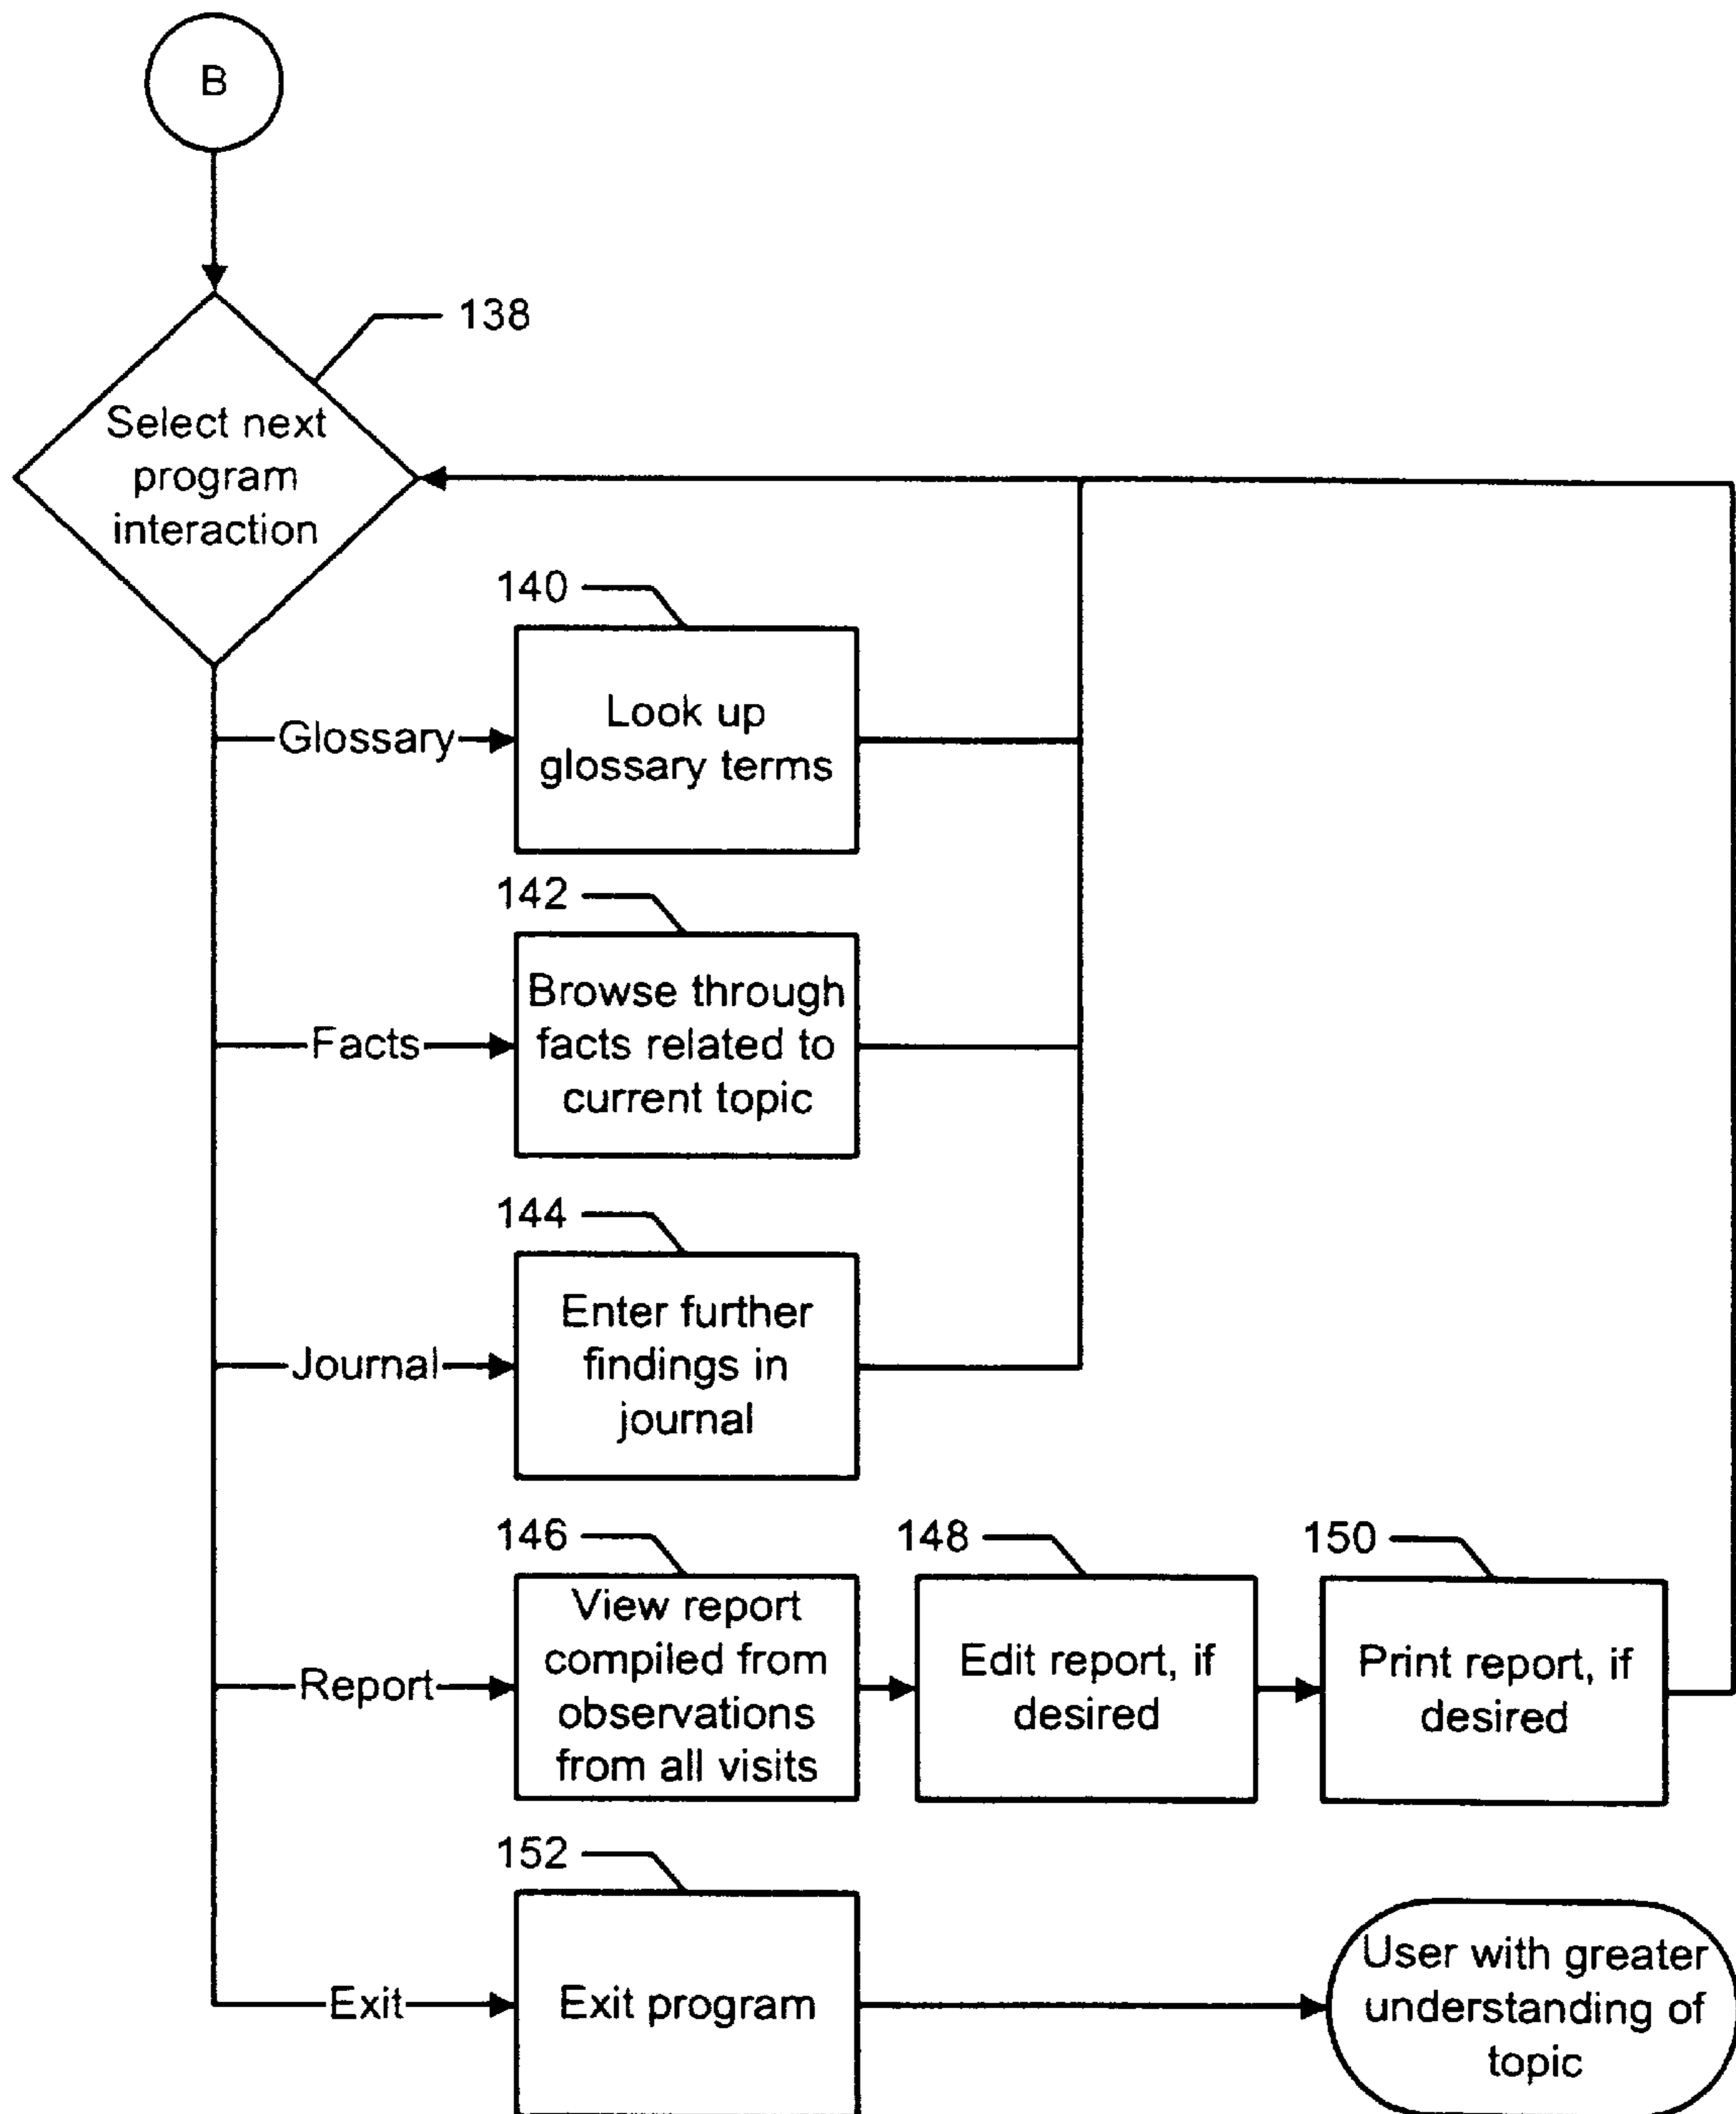 B
138
Select next
program
interaction
140
Glossary
Look up
glossary terms
142
Facts
Browse through
facts related to
current topic
144
Journal
Enter further
findings in
journal
146
148
150
Report
View report
compiled from
observations
from all visits
Edit report, if
desired
Print report, if
desired
152
Exit
Exit program
User with greater
understanding of
topic